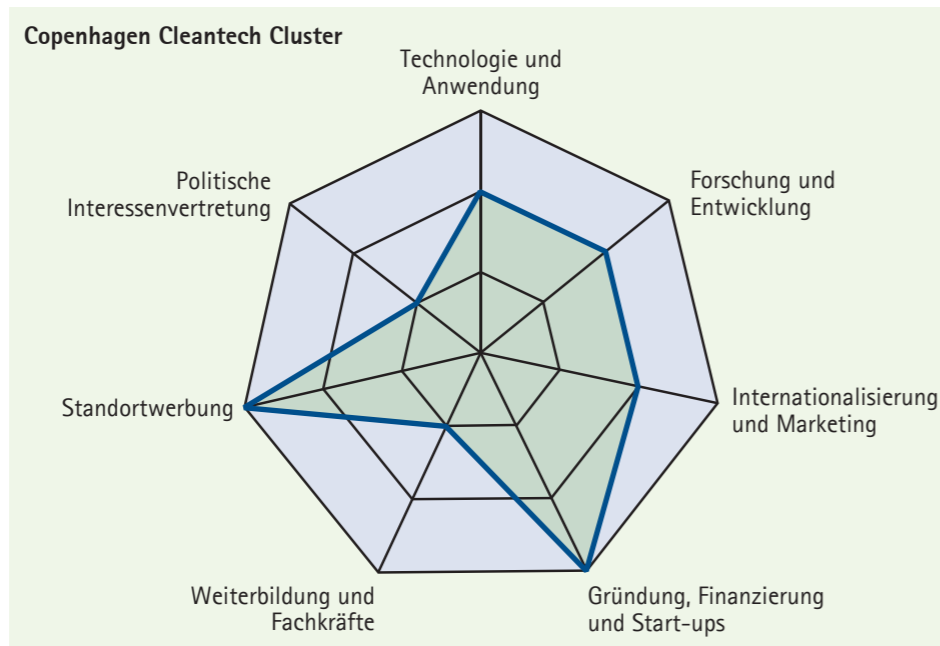 Copenhagen Cleantech Cluster
Technologie und
Anwendung
Politische
Interessenvertretung
Forschung und
Entwicklung
Standortwerbung
Internationalisierung
und Marketing
Weiterbildung und
Fachkräfte
Gründung, Finanzierung
und Start-ups